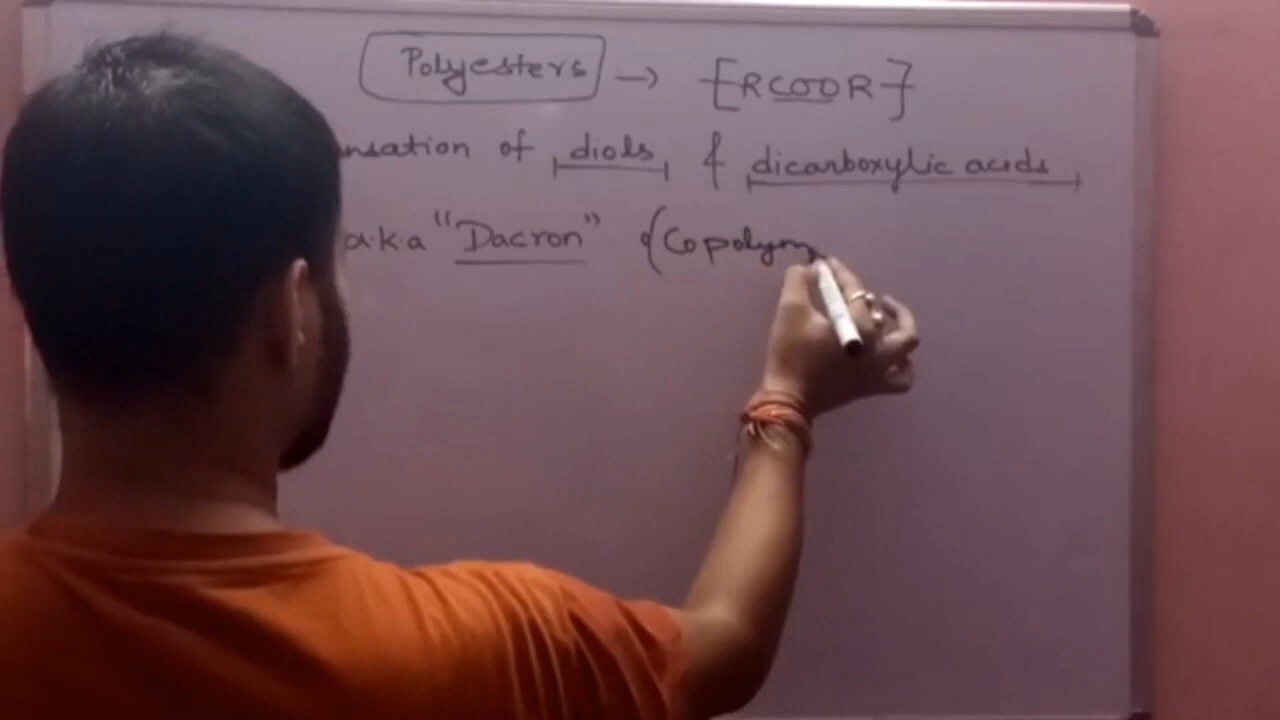 Polyesters → -[RCOOR]-
nsation of diols & dicarboxylic acids
a.k.a "Dacron" (Copolym